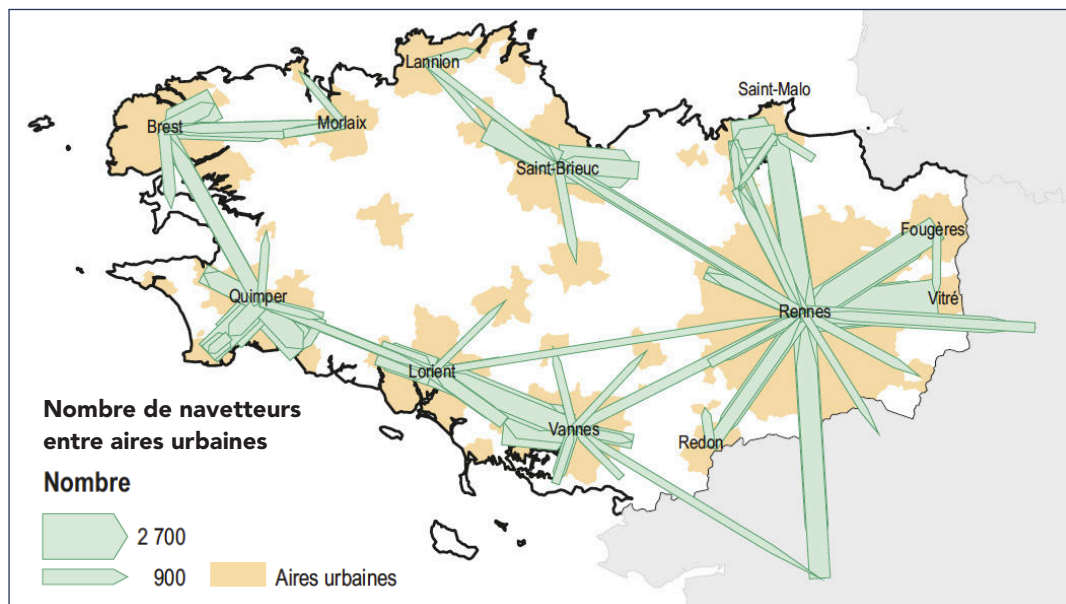 Lannion
Saint-Malo
Brest
Morlaix
Saint-Brieuc
Fougères
Quimper
Vitré
Rennes
Lorient
Vannes
Redon
Nombre de navetteurs
entre aires urbaines
Nombre
2 700
900
Aires urbaines